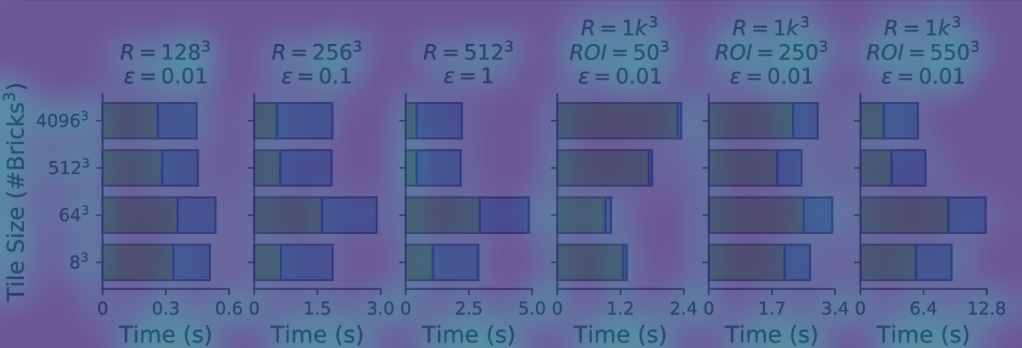 R = 128³
ε = 0.01
R = 256³
ε = 0.1
R = 512³
ε = 1
R = 1k³
ROI = 50³
ε = 0.01
R = 1k³
ROI = 250³
ε = 0.01
R = 1k³
ROI = 550³
ε = 0.01
Tile Size (#Bricks³)
4096³
512³
64³
8³
0 0.3 0.6
0 1.5 3.0
0 2.5 5.0
0 1.2 2.4
0 1.7 3.4
0 6.4 12.8
Time (s)
Time (s)
Time (s)
Time (s)
Time (s)
Time (s)